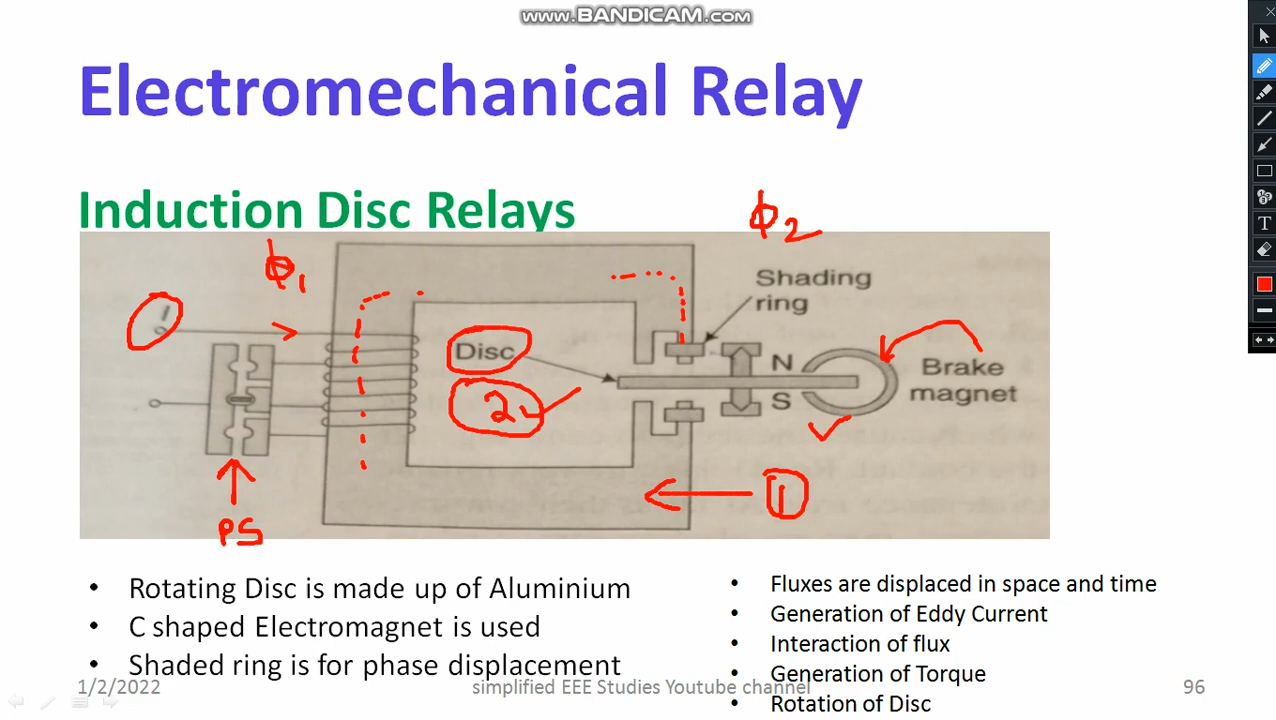 www.BANDICAM.com
Electromechanical Relay
Induction Disc Relays
ϕ1
ϕ2
I
Shading
ring
Disc
2
N
S
Brake
magnet
1
PS
• Rotating Disc is made up of Aluminium
• C shaped Electromagnet is used
• Shaded ring is for phase displacement
• Fluxes are displaced in space and time
• Generation of Eddy Current
• Interaction of flux
• Generation of Torque
• Rotation of Disc
1/2/2022
simplified EEE Studies Youtube channel
96